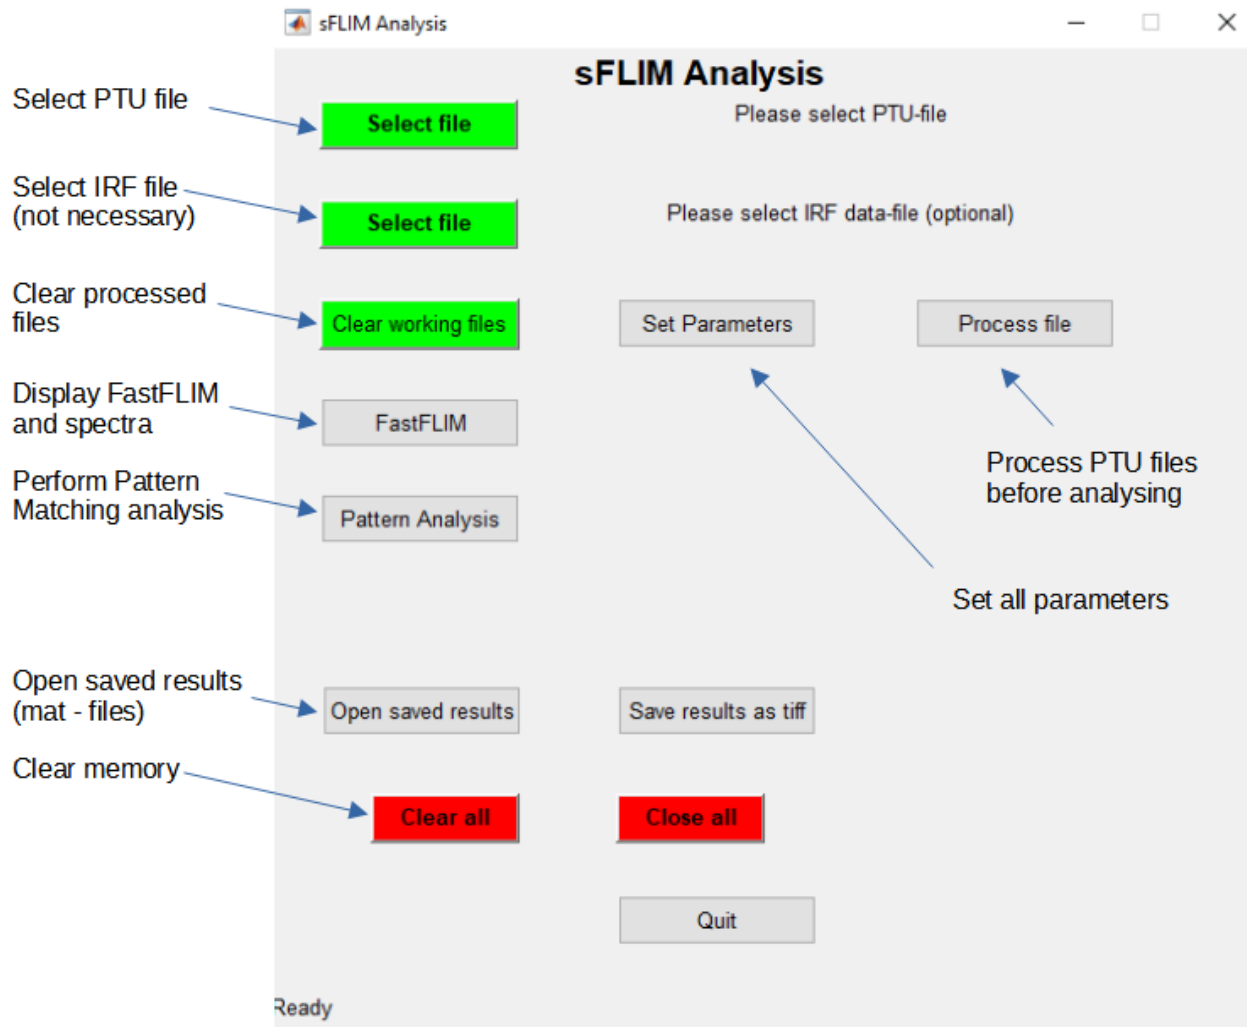 sFLIM Analysis
sFLIM Analysis
Select PTU file
Select file
Please select PTU-file
Select IRF file
(not necessary)
Select file
Please select IRF data-file (optional)
Clear processed
files
Clear working files
Set Parameters
Process file
Display FastFLIM
and spectra
FastFLIM
Process PTU files
before analysing
Perform Pattern
Matching analysis
Pattern Analysis
Set all parameters
Open saved results
(mat - files)
Open saved results
Save results as tiff
Clear memory
Clear all
Close all
Quit
Ready